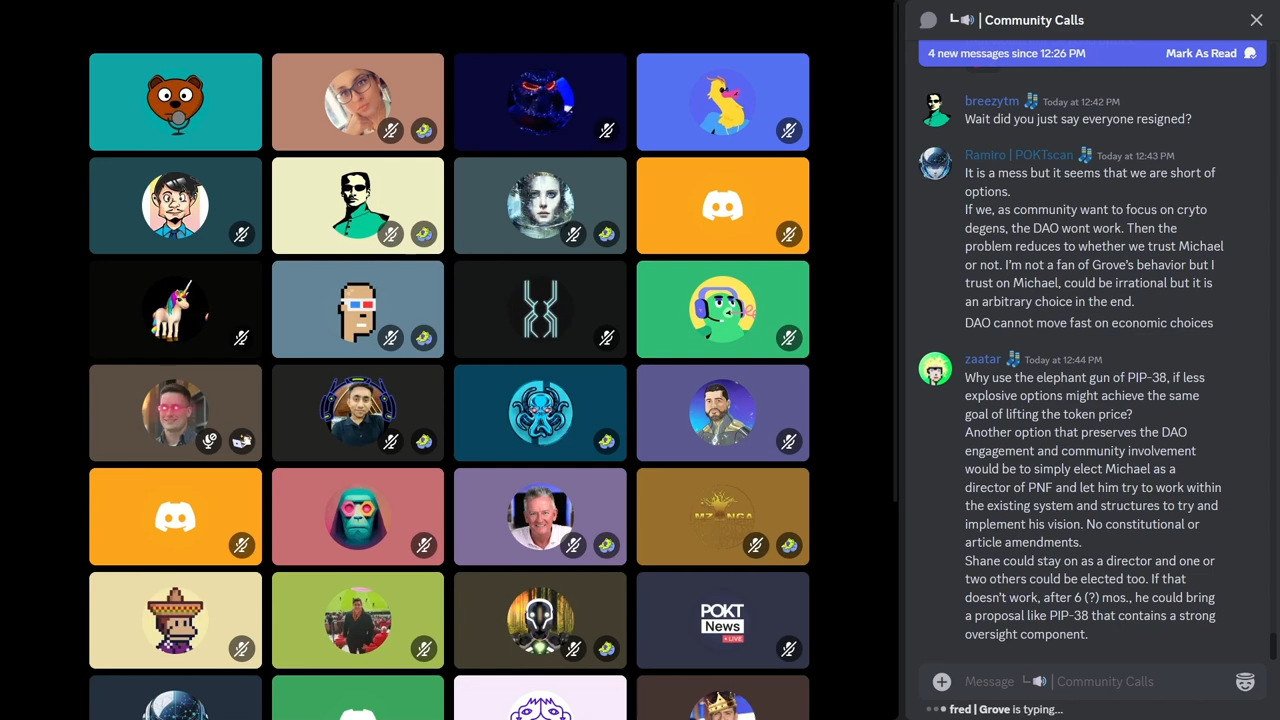 ┗🔊 | Community Calls
4 new messages since 12:26 PM
Mark As Read
breezytm Today at 12:42 PM
Wait did you just say everyone resigned?
Ramiro | POKTscan Today at 12:43 PM
It is a mess but it seems that we are short of
options.
If we, as community want to focus on cryto
degens, the DAO wont work. Then the
problem reduces to whether we trust Michael
or not. I'm not a fan of Grove's behavior but I
trust on Michael, could be irrational but it is
an arbitrary choice in the end.
DAO cannot move fast on economic choices
zaatar Today at 12:44 PM
Why use the elephant gun of PIP-38, if less
explosive options might achieve the same
goal of lifting the token price?
Another option that preserves the DAO
engagement and community involvement
would be to simply elect Michael as a
director of PNF and let him try to work within
the existing system and structures to try and
implement his vision. No constitutional or
article amendments.
Shane could stay on as a director and one or
two others could be elected too. If that
doesn't work, after 6 (?) mos., he could bring
a proposal like PIP-38 that contains a strong
oversight component.
Message ┗🔊 | Community Calls
fred | Grove is typing...
MZONGA
POKT
News
LIVE